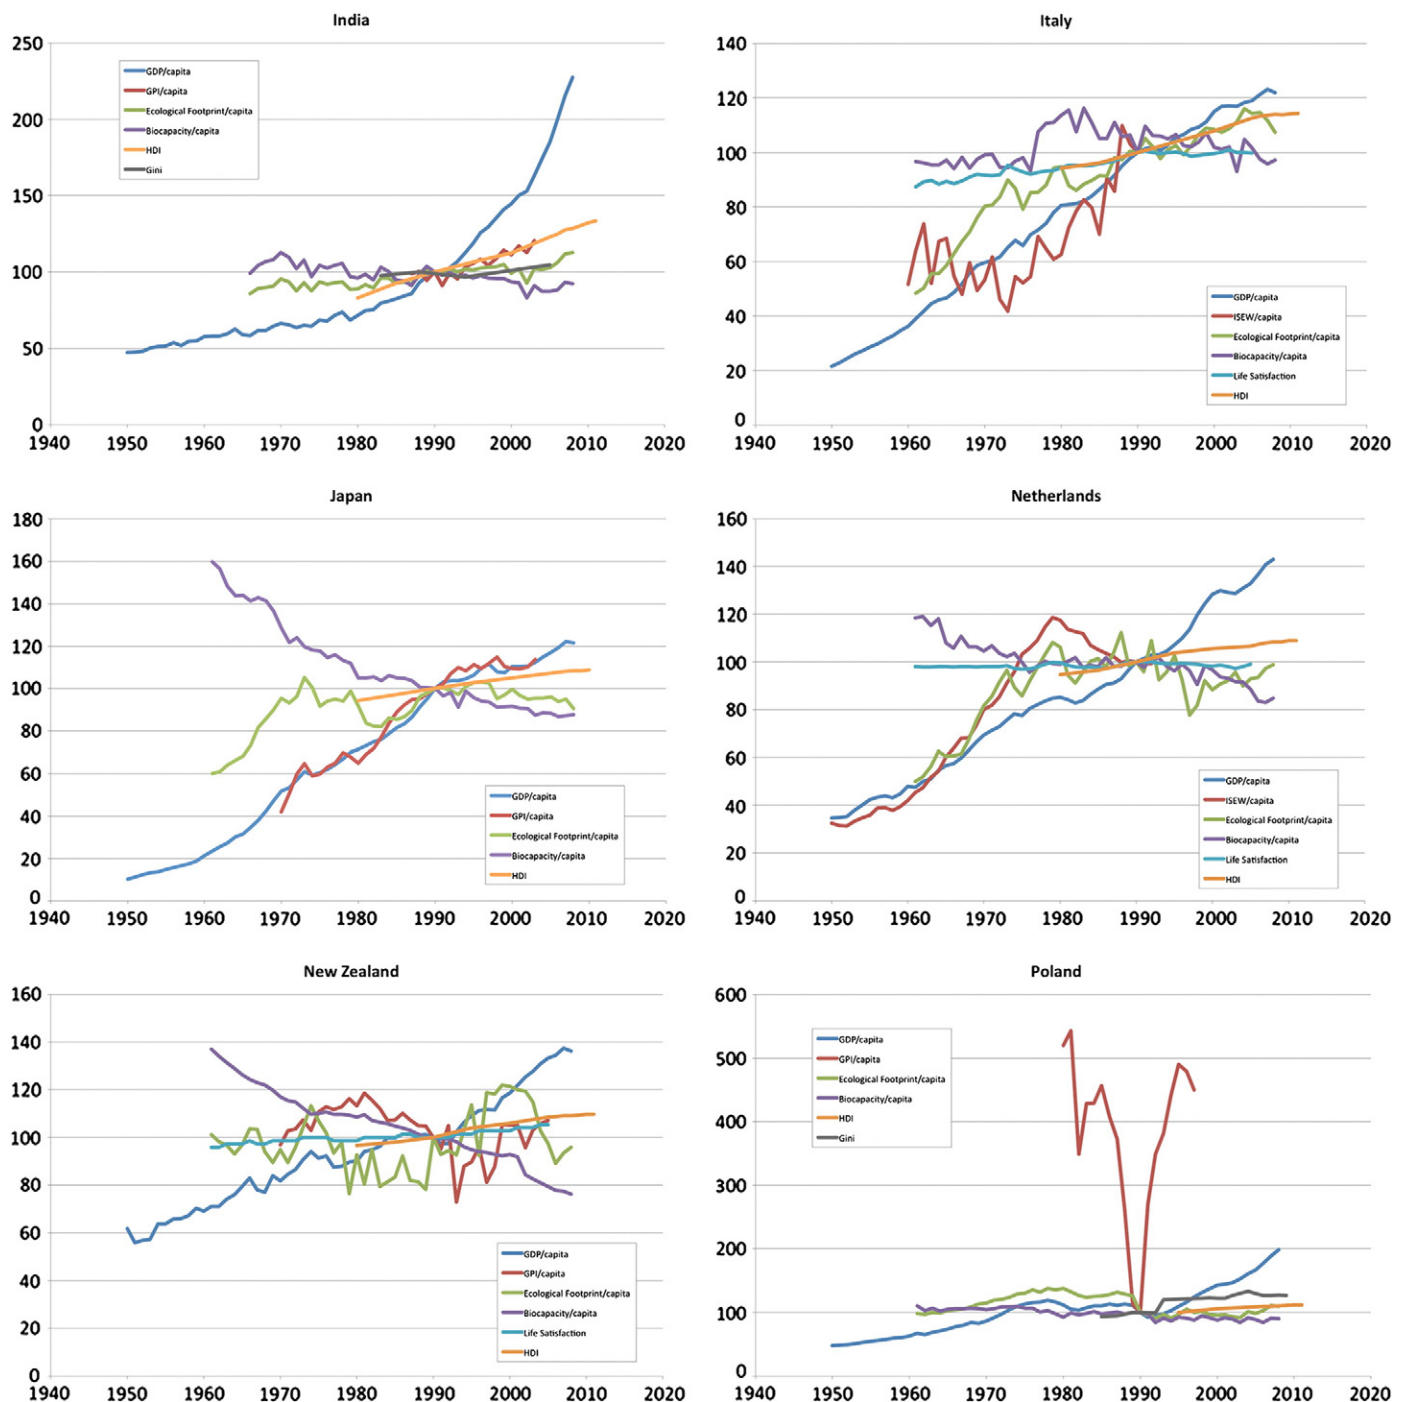 India
250
200
150
100
50
0
1940 1950 1960 1970 1980 1990 2000 2010 2020
GDP/capita
GPI/capita
Ecological Footprint/capita
Biocapacity/capita
HDI
Gini
Italy
140
120
100
80
60
40
20
0
1940 1950 1960 1970 1980 1990 2000 2010 2020
GDP/capita
ISEW/capita
Ecological Footprint/capita
Biocapacity/capita
Life Satisfaction
HDI
Japan
180
160
140
120
100
80
60
40
20
0
1940 1950 1960 1970 1980 1990 2000 2010 2020
GDP/capita
GPI/capita
Ecological Footprint/capita
Biocapacity/capita
HDI
Netherlands
160
140
120
100
80
60
40
20
0
1940 1950 1960 1970 1980 1990 2000 2010 2020
GDP/capita
ISEW/capita
Ecological Footprint/capita
Biocapacity/capita
Life Satisfaction
HDI
New Zealand
160
140
120
100
80
60
40
20
0
1940 1950 1960 1970 1980 1990 2000 2010 2020
GDP/capita
GPI/capita
Ecological Footprint/capita
Biocapacity/capita
Life Satisfaction
HDI
Poland
600
500
400
300
200
100
0
1940 1950 1960 1970 1980 1990 2000 2010 2020
GDP/capita
GPI/capita
Ecological Footprint/capita
Biocapacity/capita
HDI
Gini